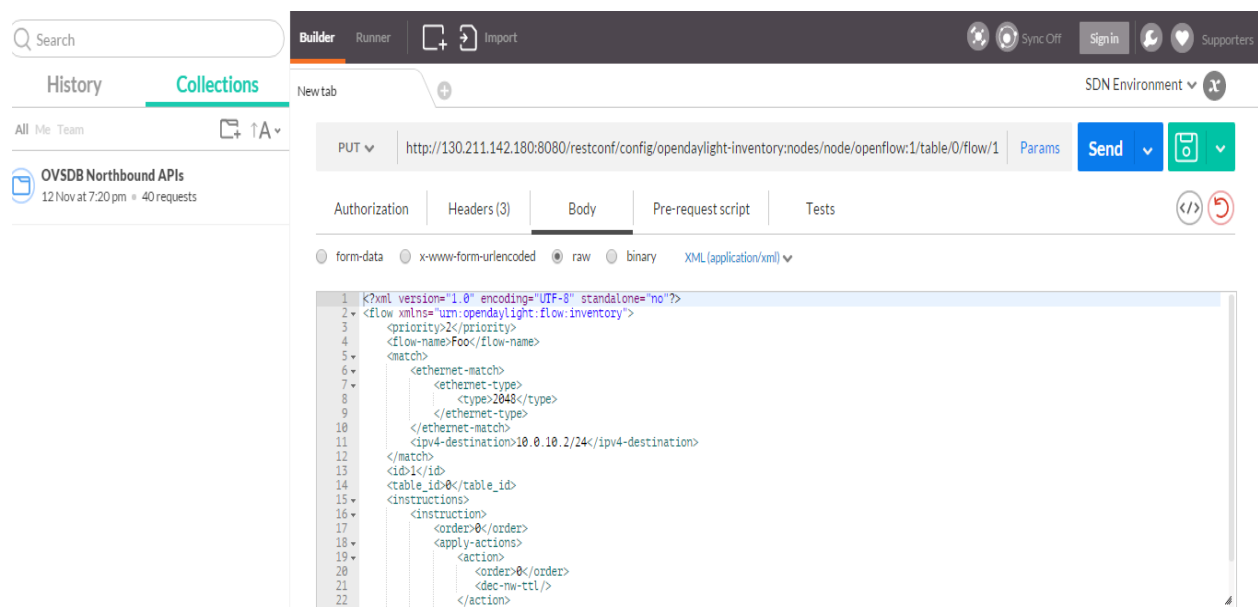 Search
History Collections
All Me Team ↑A
OVSDB Northbound APIs
12 Nov at 7:20 pm 40 requests
Builder Runner Import Sync Off Sign in Supporters
New tab SDN Environment x
PUT http://130.211.142.180:8080/restconf/config/opendaylight-inventory:nodes/node/openflow:1/table/0/flow/1 Params Send
Authorization Headers (3) Body Pre-request script Tests </>
form-data x-www-form-urlencoded raw binary XML (application/xml)
1 <?xml version="1.0" encoding="UTF-8" standalone="no"?>
2 <flow xmlns="urn:opendaylight:flow:inventory">
3 <priority>2</priority>
4 <flow-name>Foo</flow-name>
5 <match>
6 <ethernet-match>
7 <ethernet-type>
8 <type>2048</type>
9 </ethernet-type>
10 </ethernet-match>
11 <ipv4-destination>10.0.10.2/24</ipv4-destination>
12 </match>
13 <id>1</id>
14 <table_id>0</table_id>
15 <instructions>
16 <instruction>
17 <order>0</order>
18 <apply-actions>
19 <action>
20 <order>0</order>
21 <dec-nw-ttl/>
22 </action>